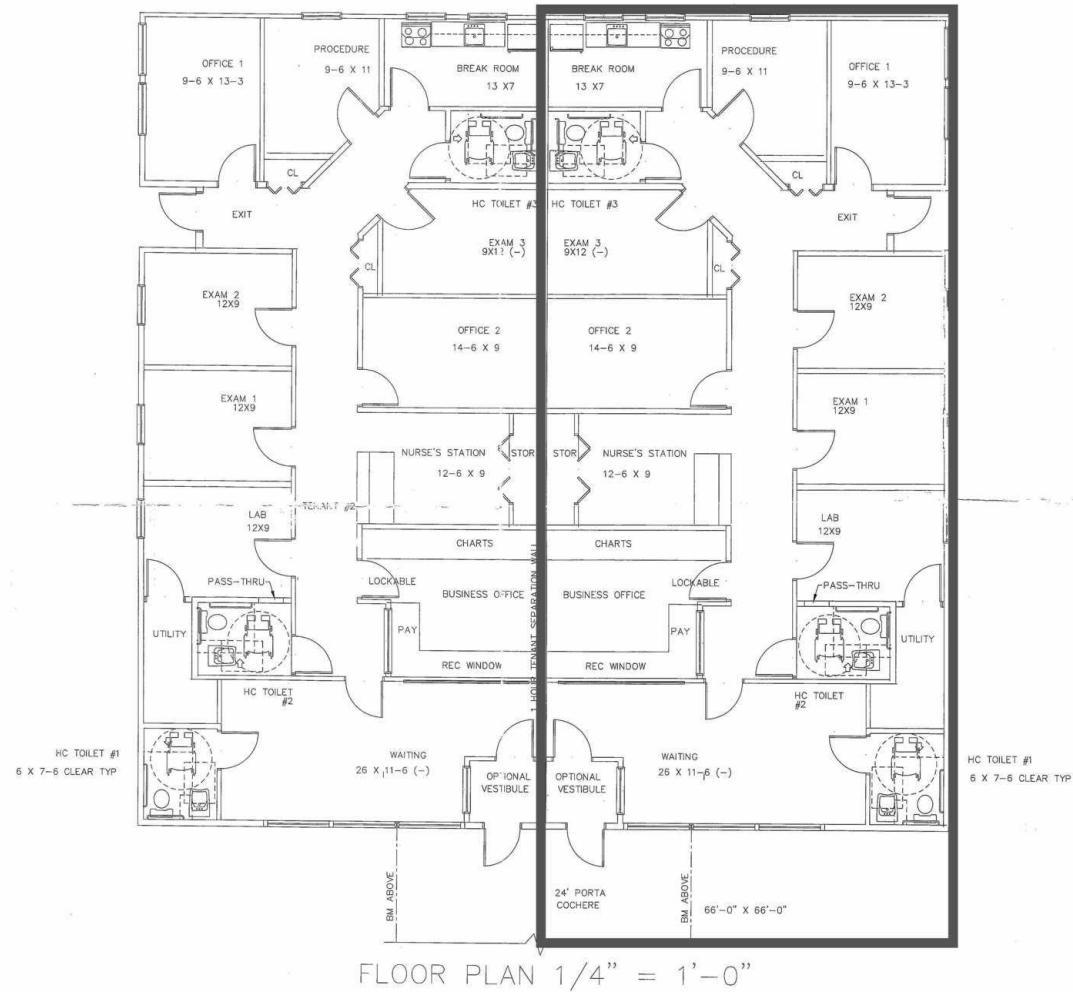 PROCEDURE
9-6 X 11
OFFICE 1
9-6 X 13-3
BREAK ROOM
13 X7
BREAK ROOM
13 X7
PROCEDURE
9-6 X 11
OFFICE 1
9-6 X 13-3
CL
CL
EXIT
HC TOILET #3
HC TOILET #3
EXIT
EXAM 3
9X12 (-)
EXAM 3
9X12 (-)
CL
CL
EXAM 2
12X9
EXAM 2
12X9
OFFICE 2
14-6 X 9
OFFICE 2
14-6 X 9
EXAM 1
12X9
EXAM 1
12X9
NURSE'S STATION
12-6 X 9
STOR
STOR
NURSE'S STATION
12-6 X 9
TENANT #2
LAB
12X9
LAB
12X9
CHARTS
CHARTS
1 HOUR TENANT SEPARATION WALL
PASS-THRU
LOCKABLE
LOCKABLE
PASS-THRU
BUSINESS OFFICE
BUSINESS OFFICE
UTILITY
PAY
PAY
UTILITY
REC WINDOW
REC WINDOW
HC TOILET
#2
HC TOILET
#2
HC TOILET #1
6 X 7-6 CLEAR TYP
WAITING
26 X 11-6 (-)
WAITING
26 X 11-6 (-)
HC TOILET #1
6 X 7-6 CLEAR TYP
OPTIONAL
VESTIBULE
OPTIONAL
VESTIBULE
BM ABOVE
24' PORTA
COCHERE
BM ABOVE
66'-0" X 66'-0"
FLOOR PLAN 1/4" = 1'-0"